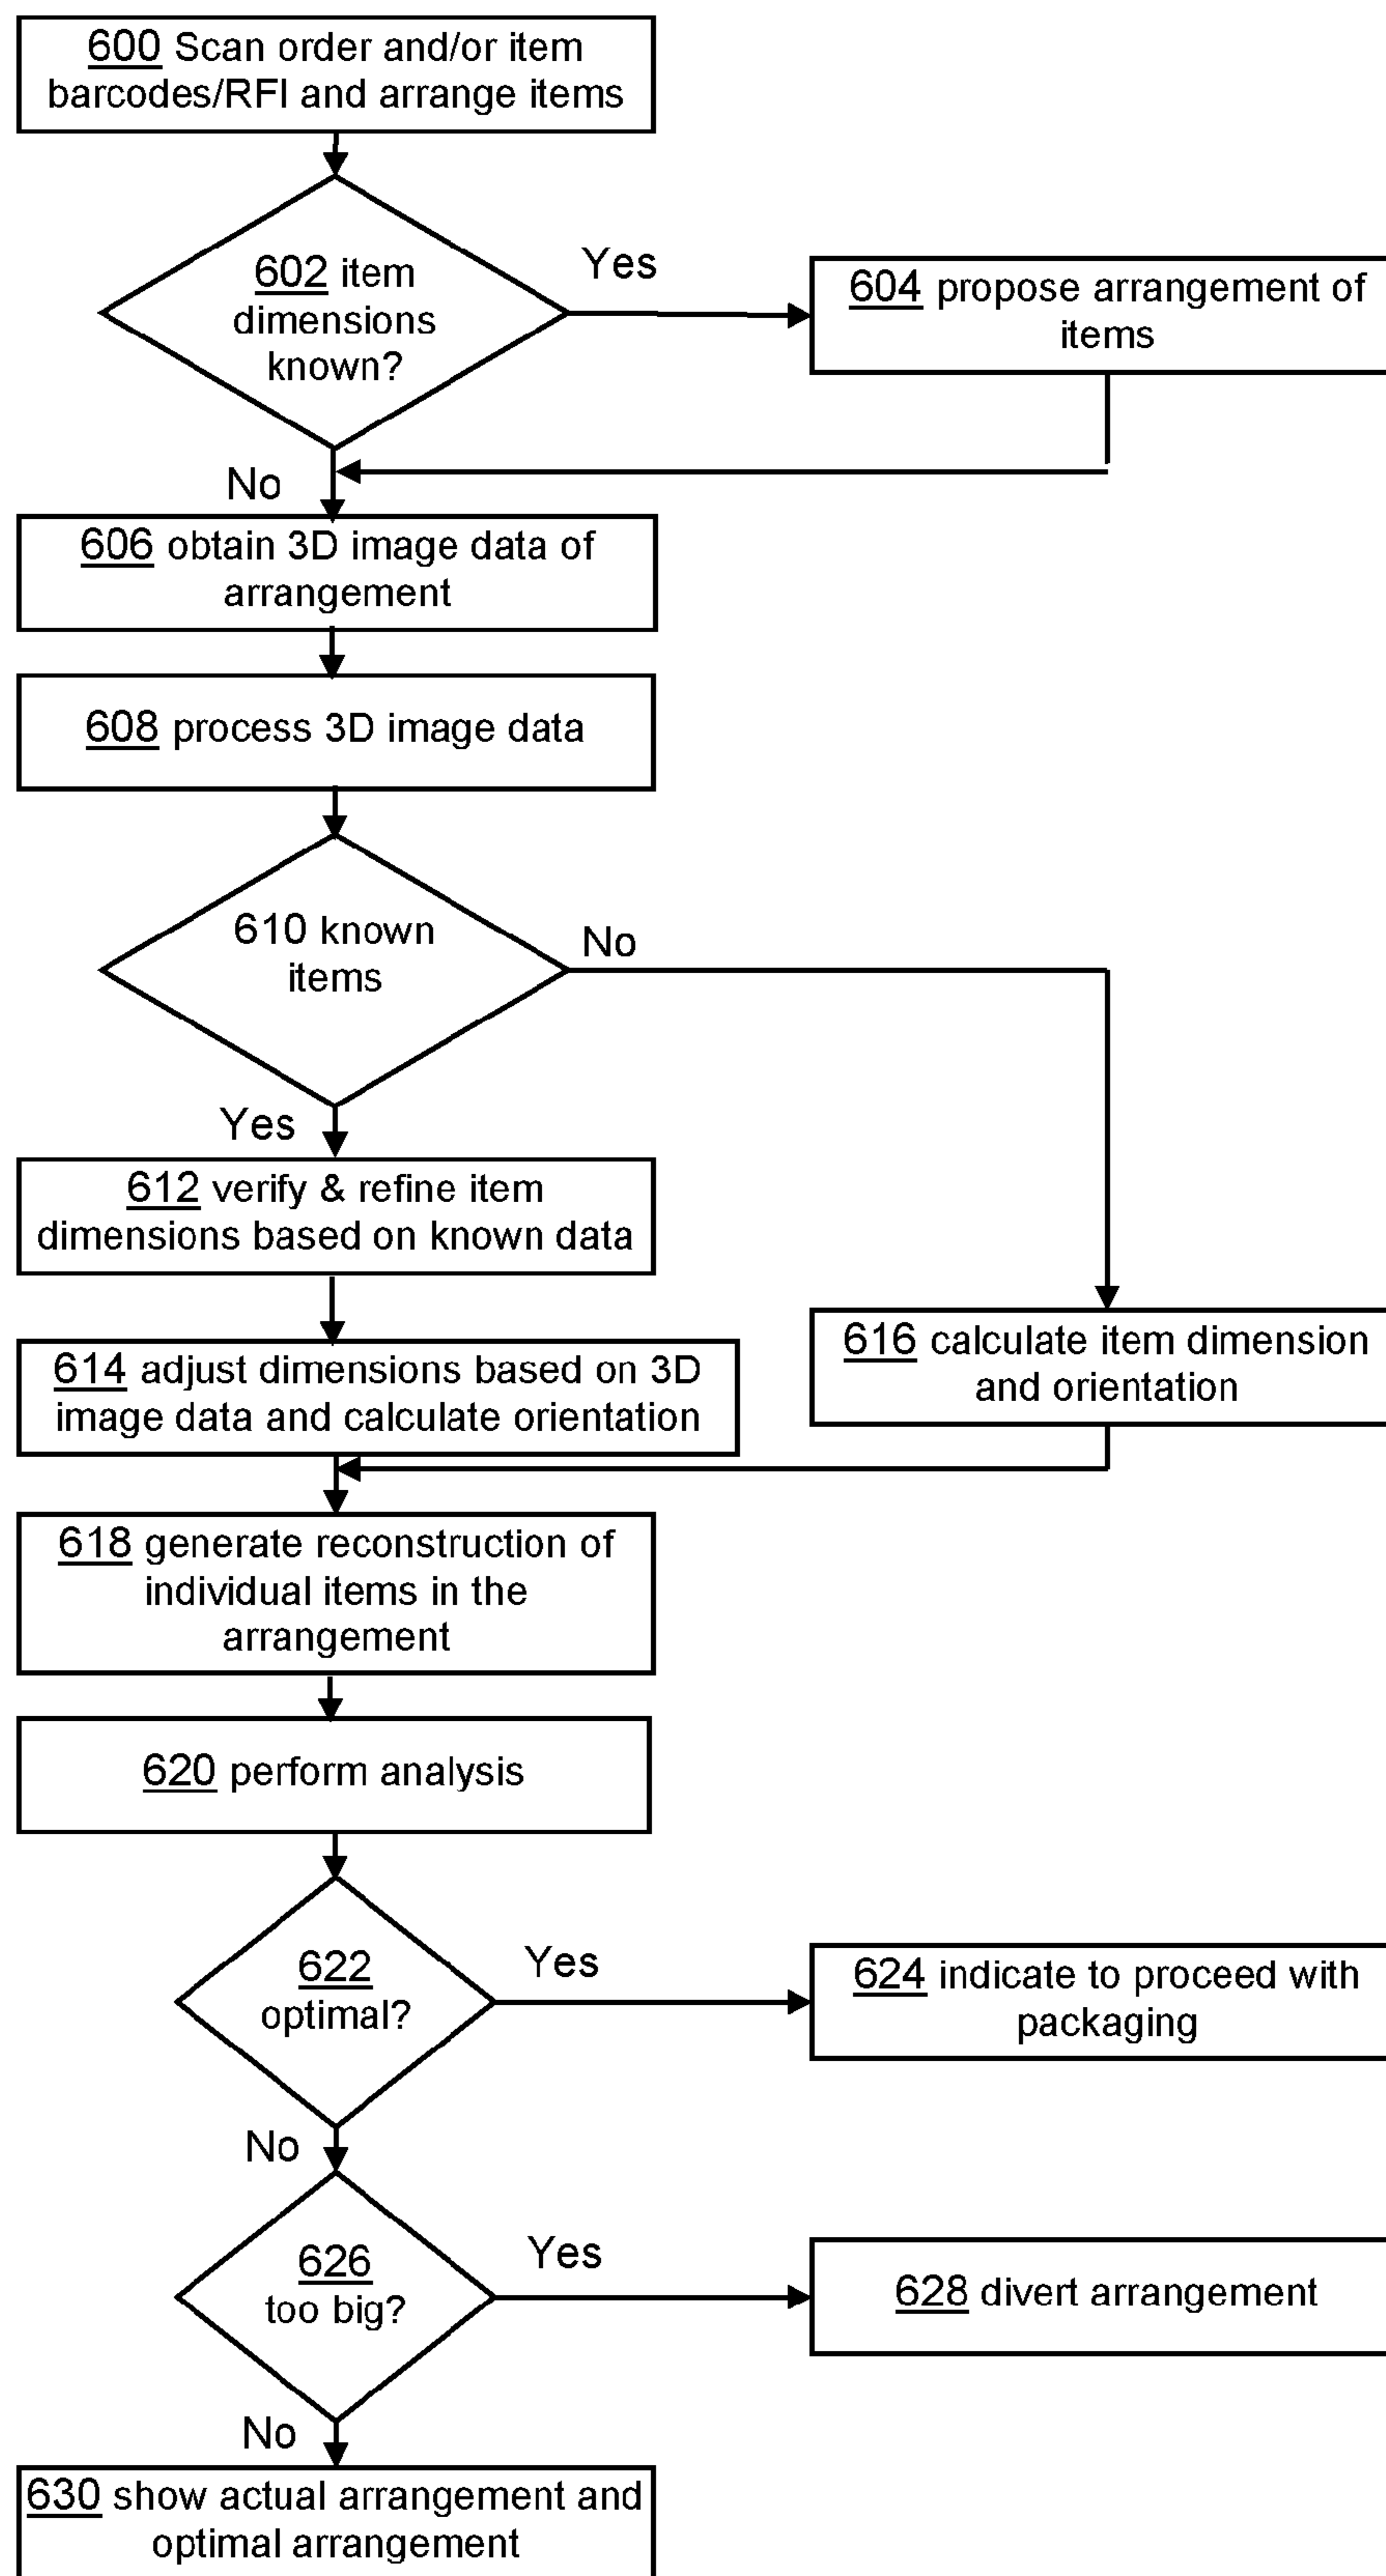 600 Scan order and/or item
barcodes/RFI and arrange items
602 item
dimensions
known?
Yes
604 propose arrangement of
items
No
606 obtain 3D image data of
arrangement
608 process 3D image data
610 known
items
No
Yes
612 verify & refine item
dimensions based on known data
614 adjust dimensions based on 3D
image data and calculate orientation
616 calculate item dimension
and orientation
618 generate reconstruction of
individual items in the
arrangement
620 perform analysis
622
optimal?
Yes
624 indicate to proceed with
packaging
No
626
too big?
Yes
628 divert arrangement
No
630 show actual arrangement and
optimal arrangement